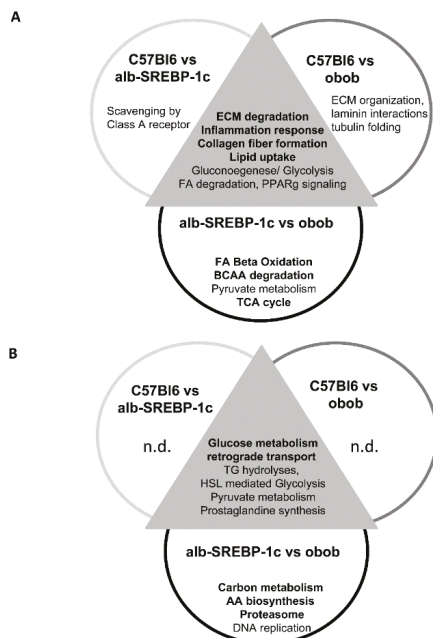 A
C57Bl6 vs
alb-SREBP-1c
Scavenging by
Class A receptor
C57Bl6 vs
obob
ECM organization,
laminin interactions
tubulin folding
ECM degradation
Inflammation response
Collagen fiber formation
Lipid uptake
Gluconoegenese/ Glycolysis
FA degradation, PPARg signaling
alb-SREBP-1c vs obob
FA Beta Oxidation
BCAA degradation
Pyruvate metabolism
TCA cycle
B
C57Bl6 vs
alb-SREBP-1c
n.d.
C57Bl6 vs
obob
n.d.
Glucose metabolism
retrograde transport
TG hydrolyses,
HSL mediated Glycolysis
Pyruvate metabolism
Prostaglandine synthesis
alb-SREBP-1c vs obob
Carbon metabolism
AA biosynthesis
Proteasome
DNA replication